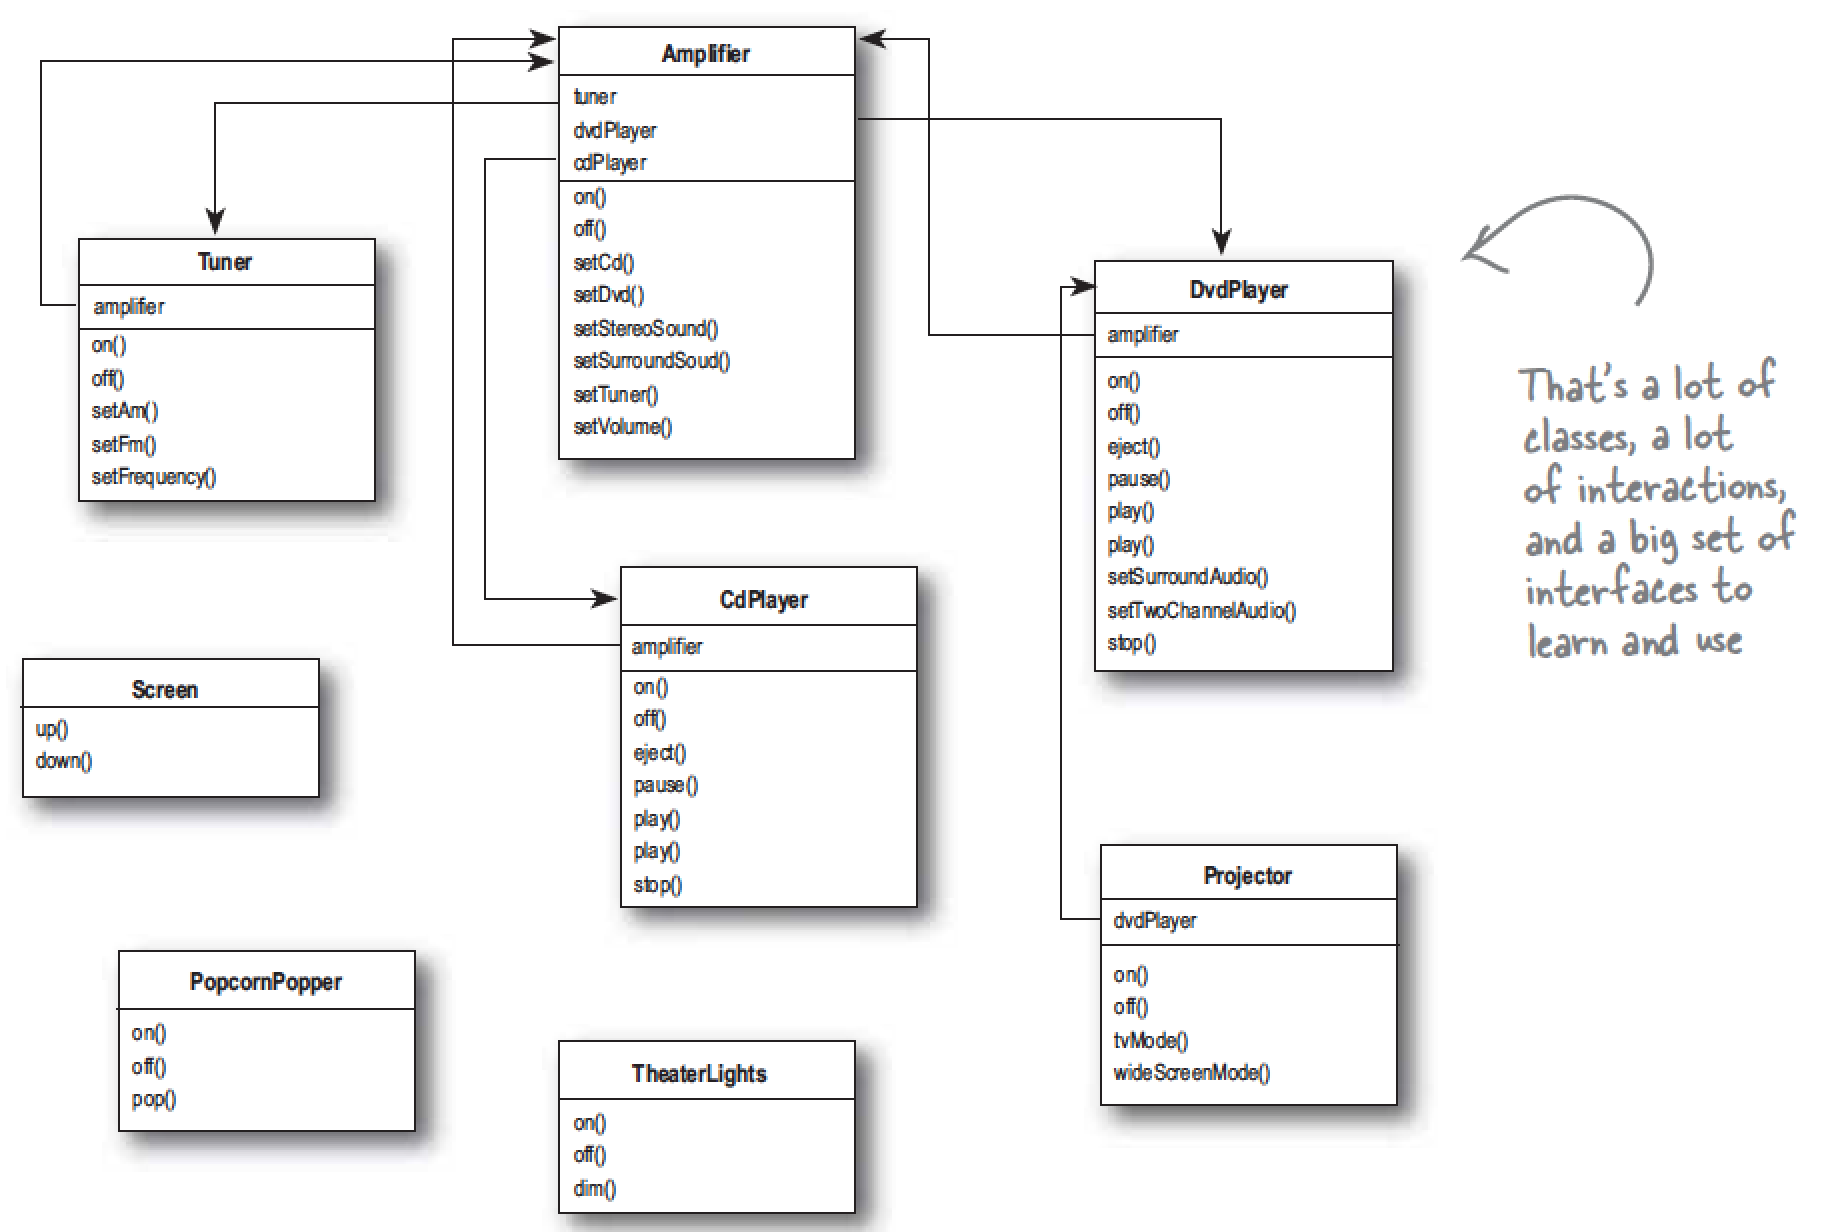 Amplifier
tuner
dvdPlayer
cdPlayer
on()
off()
setCd()
setDvd()
setStereoSound()
setSurroundSoud()
setTuner()
setVolume()
Tuner
amplifier
on()
off()
setAm()
setFm()
setFrequency()
DvdPlayer
amplifier
on()
off()
eject()
pause()
play()
play()
setSurroundAudio()
setTwoChannelAudio()
stop()
That's a lot of
classes, a lot
of interactions,
and a big set of
interfaces to
learn and use
CdPlayer
amplifier
on()
off()
eject()
pause()
play()
play()
stop()
Screen
up()
down()
Projector
dvdPlayer
on()
off()
tvMode()
wideScreenMode()
PopcornPopper
on()
off()
pop()
TheaterLights
on()
off()
dim()